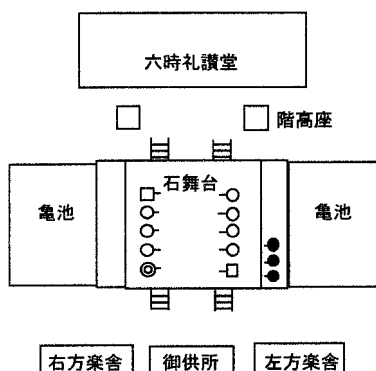 六時礼讃堂
階高座
石舞台
亀池
亀池
右方楽舎
御供所
左方楽舎